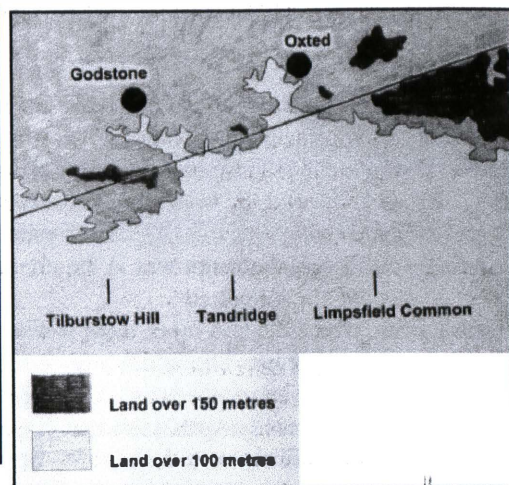 Oxted
Godstone
Tilburstow Hill
Tandridge
Limpsfield Common
Land over 150 metres
Land over 100 metres